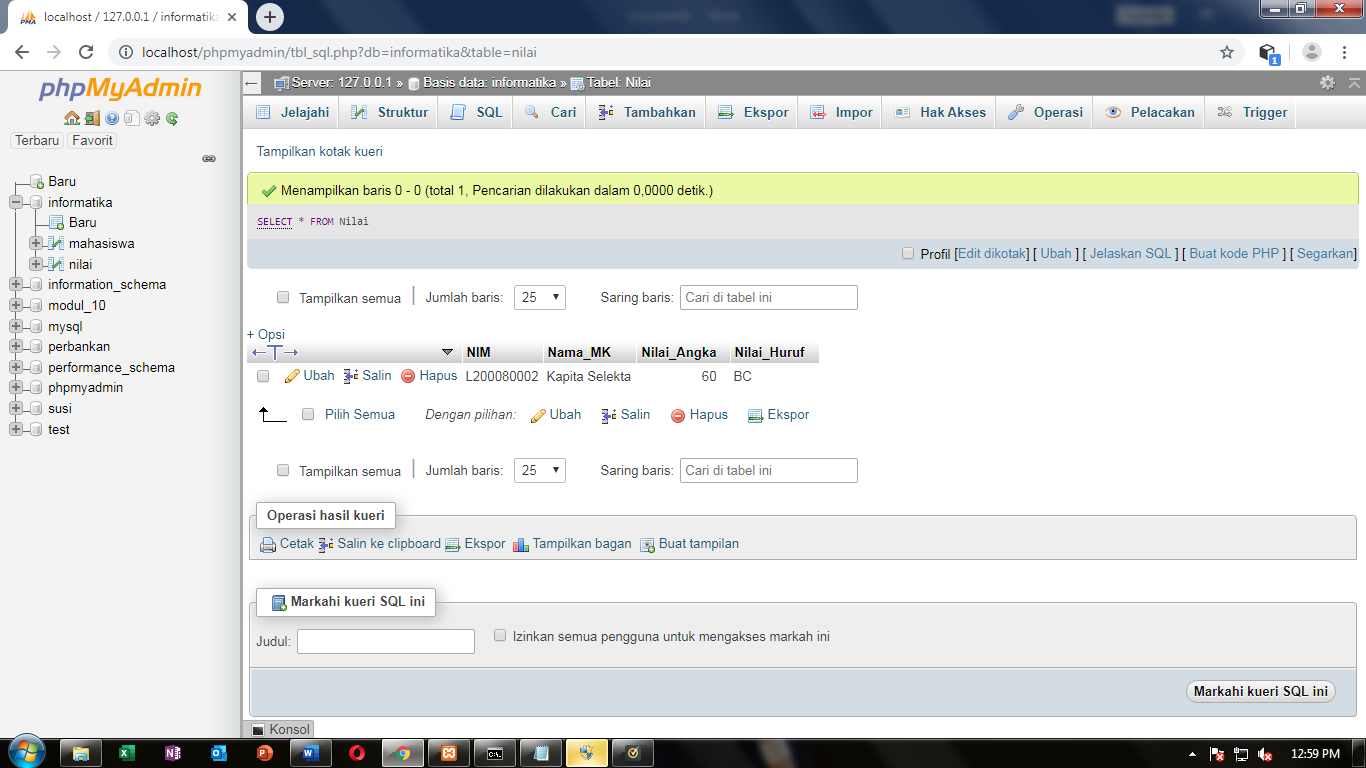 localhost / 127.0.0.1 / informatika
localhost/phpmyadmin/tbl_sql.php?db=informatika&table=nilai
1
phpMyAdmin
Terbaru Favorit
Baru
informatika
Baru
mahasiswa
nilai
information_schema
modul_10
mysql
perbankan
performance_schema
phpmyadmin
susi
test
Server: 127.0.0.1 » Basis data: informatika » Tabel: Nilai
Jelajahi Struktur SQL Cari Tambahkan Ekspor Impor Hak Akses Operasi Pelacakan Trigger
Tampilkan kotak kueri
Menampilkan baris 0 - 0 (total 1, Pencarian dilakukan dalam 0,0000 detik.)
SELECT * FROM Nilai
Profil [Edit dikotak] [ Ubah ] [ Jelaskan SQL ] [ Buat kode PHP ] [ Segarkan]
Tampilkan semua | Jumlah baris: 25 Saring baris: Cari di tabel ini
+ Opsi
NIM Nama_MK Nilai_Angka Nilai_Huruf
Ubah Salin Hapus L200080002 Kapita Selekta 60 BC
Pilih Semua Dengan pilihan: Ubah Salin Hapus Ekspor
Tampilkan semua | Jumlah baris: 25 Saring baris: Cari di tabel ini
Operasi hasil kueri
Cetak Salin ke clipboard Ekspor Tampilkan bagan Buat tampilan
Markahi kueri SQL ini
Judul: Izinkan semua pengguna untuk mengakses markah ini
Markahi kueri SQL ini
Konsol
12:59 PM